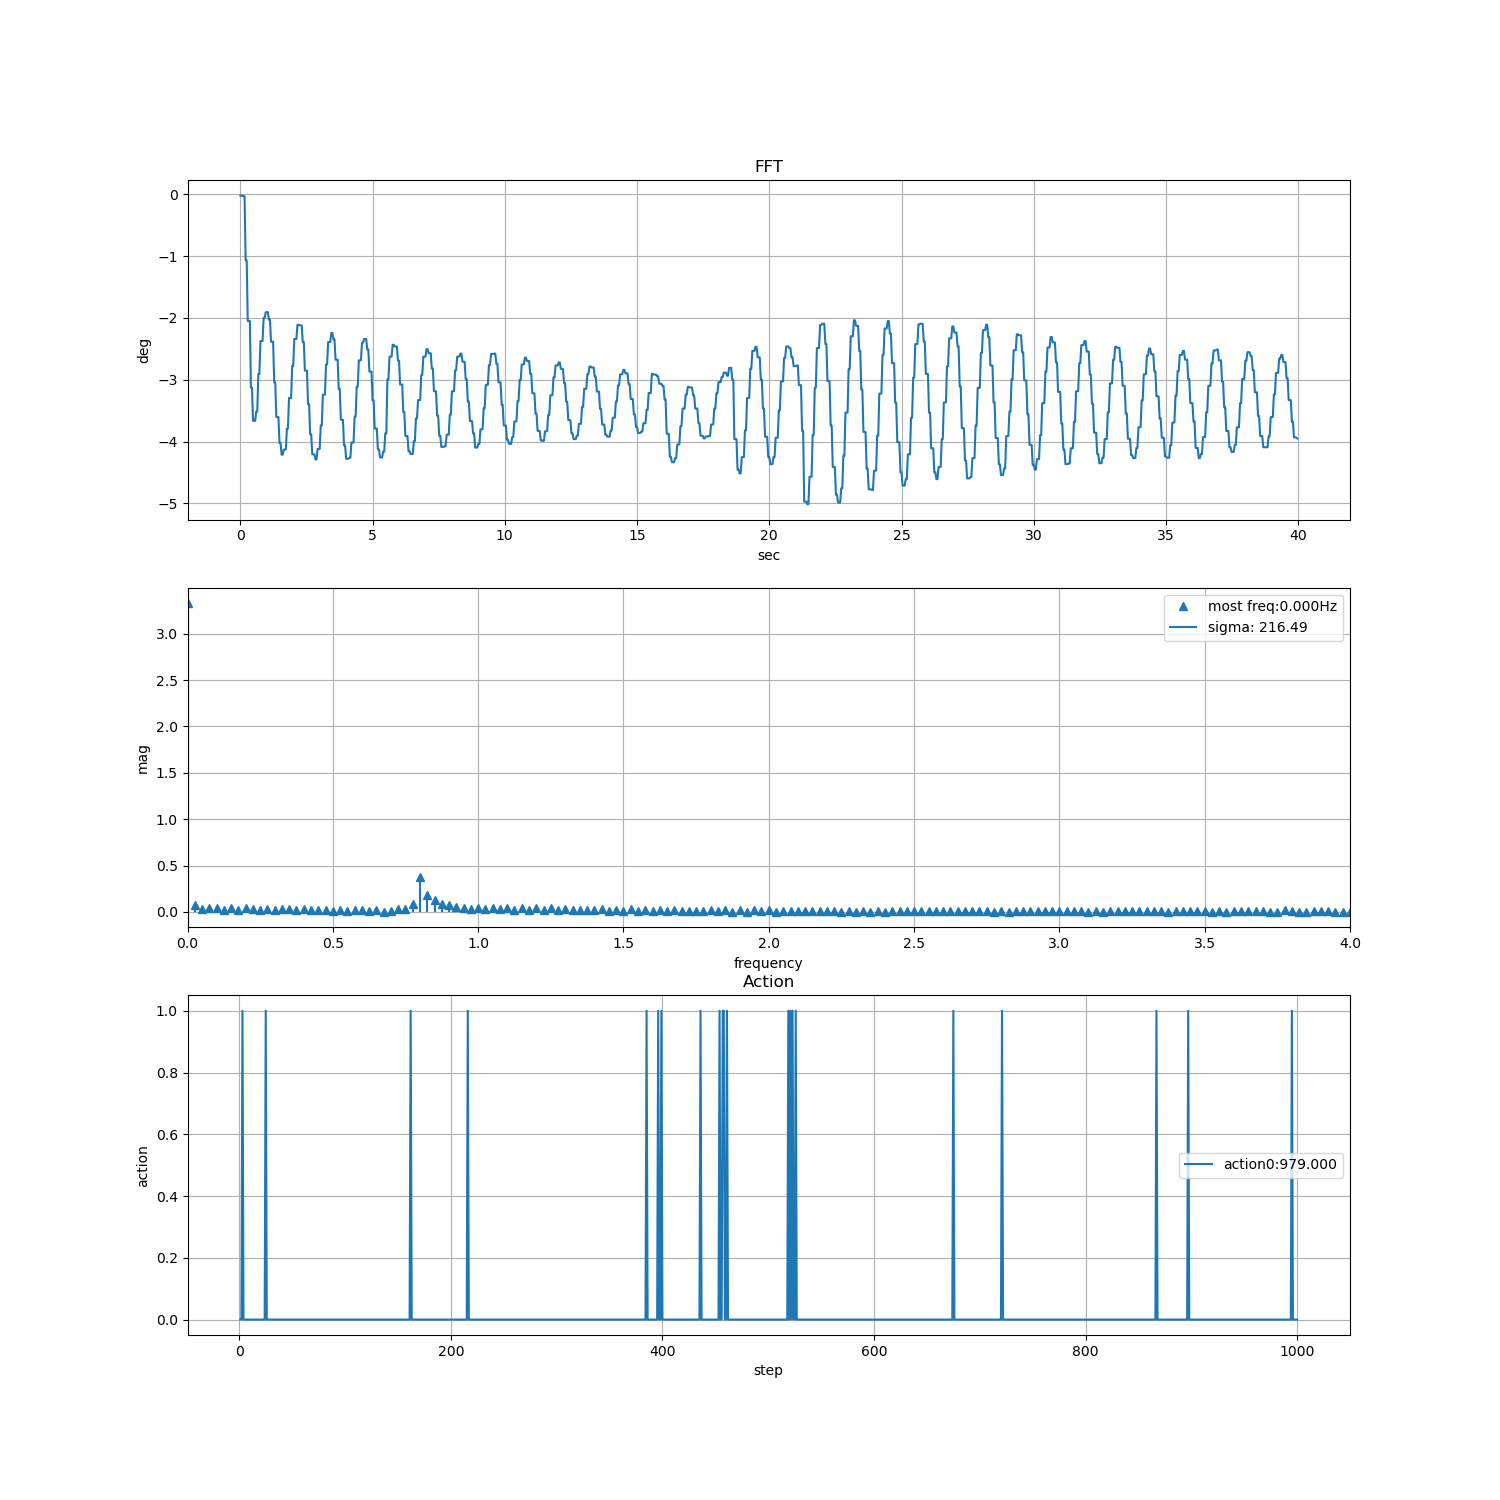 FFT
0
−1
−2
−3
−4
−5
deg
0 5 10 15 20 25 30 35 40
sec
most freq:0.000Hz
sigma: 216.49
3.0
2.5
2.0
1.5
1.0
0.5
0.0
mag
0.0 0.5 1.0 1.5 2.0 2.5 3.0 3.5 4.0
frequency
Action
1.0
0.8
0.6
0.4
0.2
0.0
action
action0:979.000
0 200 400 600 800 1000
step